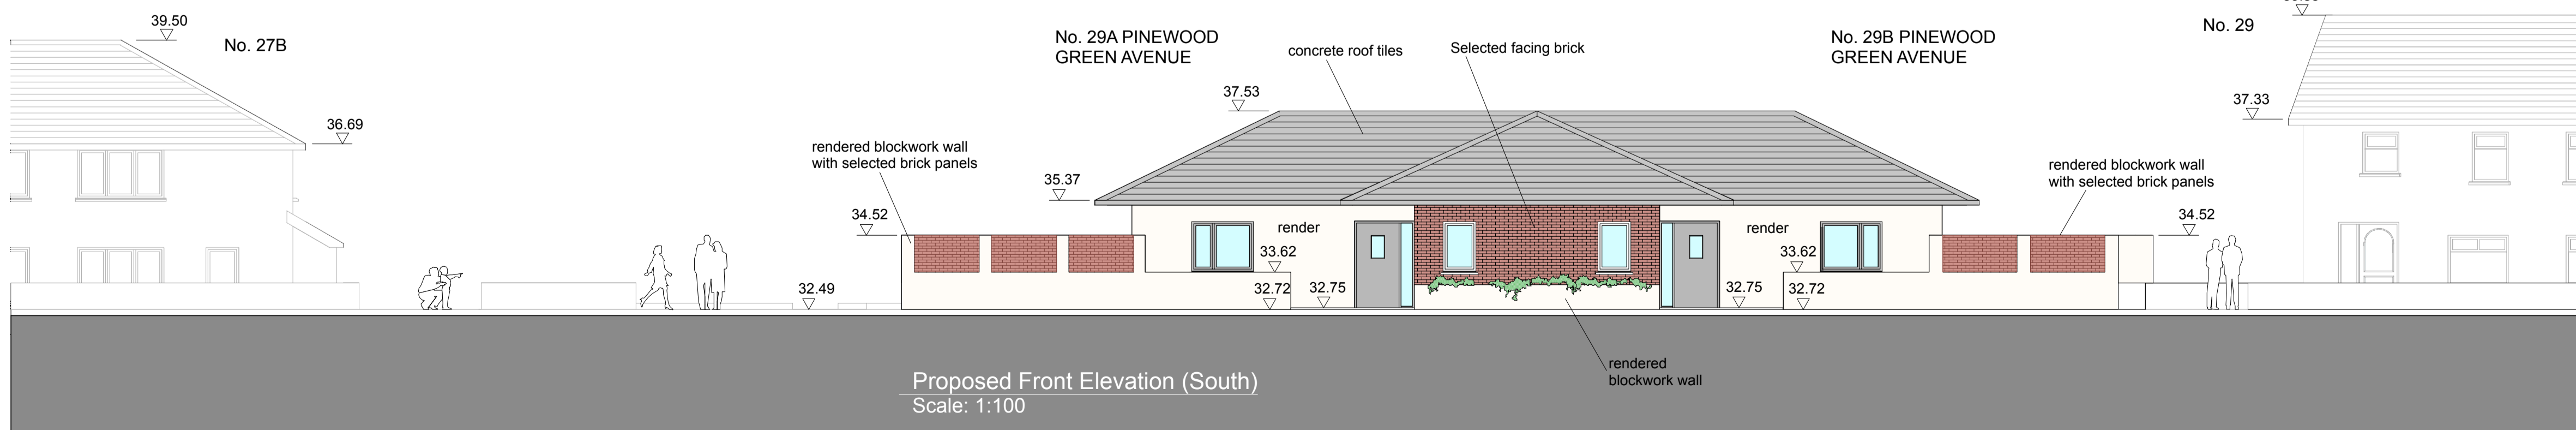 39.50
No. 27B
36.69
rendered blockwork wall
with selected brick panels
34.52
32.49
No. 29A PINEWOOD
GREEN AVENUE
concrete roof tiles
Selected facing brick
37.53
35.37
render
33.62
32.72
32.75
No. 29B PINEWOOD
GREEN AVENUE
render
33.62
32.75
32.72
rendered
blockwork wall
rendered blockwork wall
with selected brick panels
34.52
No. 29
37.33
Proposed Front Elevation (South)
Scale: 1:100